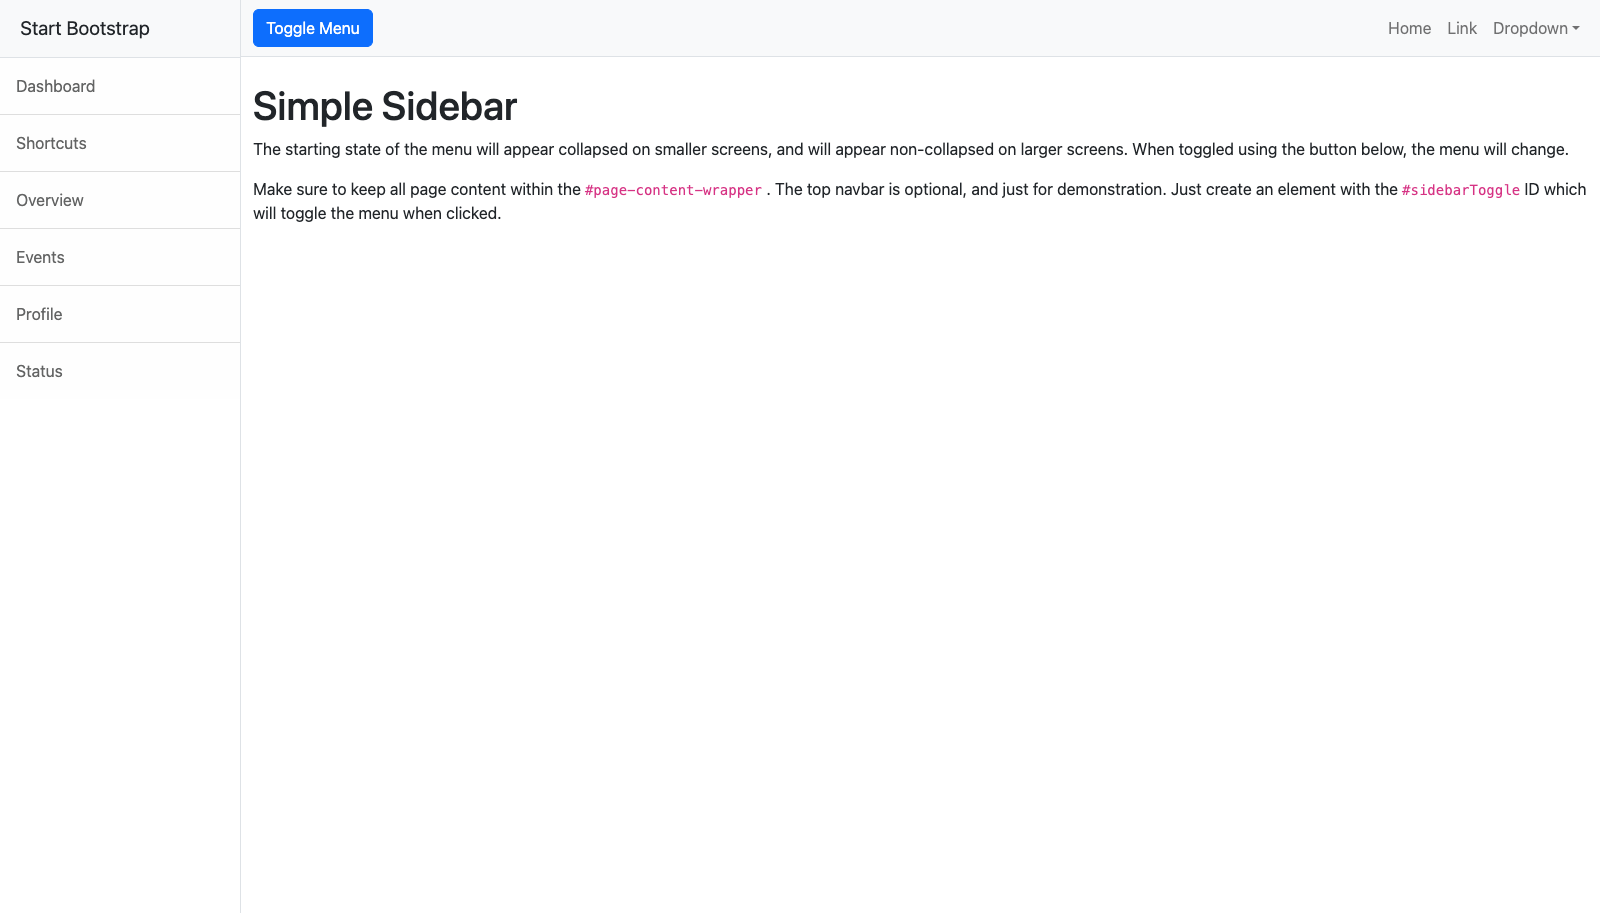 Start Bootstrap
Toggle Menu
Home Link Dropdown
Dashboard
Shortcuts
Overview
Events
Profile
Status
Simple Sidebar
The starting state of the menu will appear collapsed on smaller screens, and will appear non-collapsed on larger screens. When toggled using the button below, the menu will change.
Make sure to keep all page content within the #page-content-wrapper . The top navbar is optional, and just for demonstration. Just create an element with the #sidebarToggle ID which
will toggle the menu when clicked.